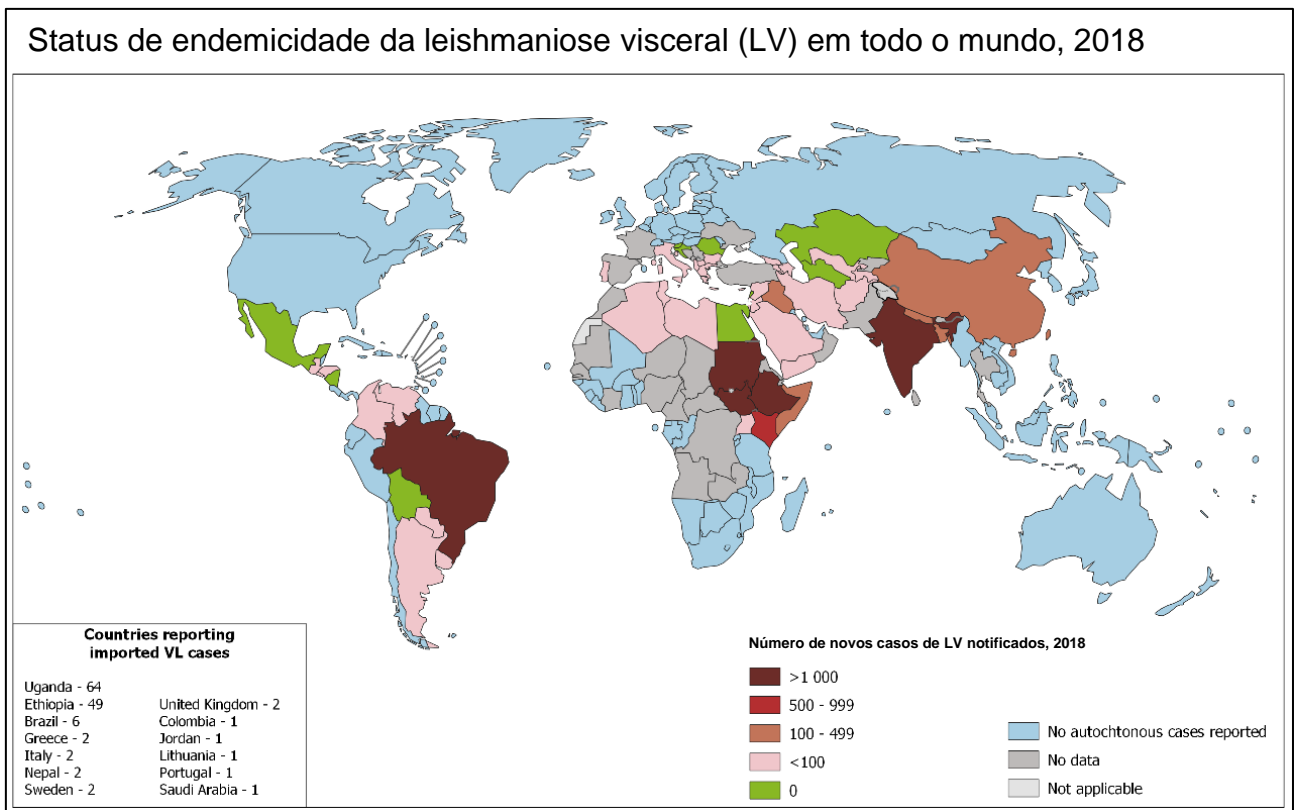 Status de endemicidade da leishmaniose visceral (LV) em todo o mundo, 2018
Countries reporting
imported VL cases
Uganda - 64
Ethiopia - 49
Brazil - 6
Greece - 2
Italy - 2
Nepal - 2
Sweden - 2
United Kingdom - 2
Colombia - 1
Jordan - 1
Lithuania - 1
Portugal - 1
Saudi Arabia - 1
Número de novos casos de LV notificados, 2018
>1 000
500 - 999
100 - 499
<100
0
No autochtonous cases reported
No data
Not applicable